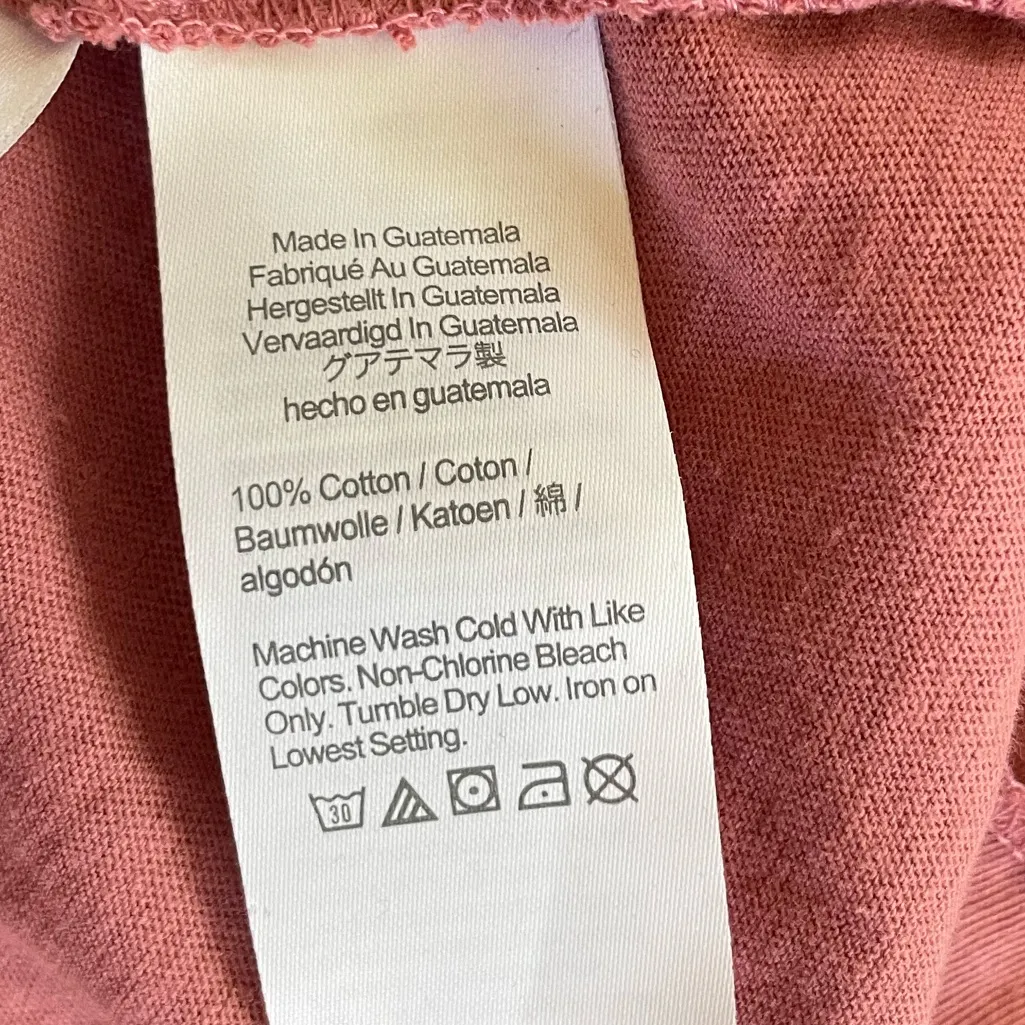 Made In Guatemala
Fabriqué Au Guatemala
Hergestellt In Guatemala
Vervaardigd In Guatemala
グアテマラ製
hecho en guatemala
100% Cotton / Coton /
Baumwolle / Katoen / 綿 /
algodón
Machine Wash Cold With Like
Colors. Non-Chlorine Bleach
Only. Tumble Dry Low. Iron on
Lowest Setting.
30